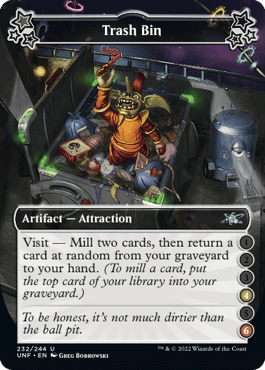 Trash Bin
Artifact — Attraction
Visit — Mill two cards, then return a
card at random from your graveyard
to your hand. (To mill a card, put
the top card of your library into your
graveyard.)
To be honest, it's not much dirtier than
the ball pit.
1
2
3
4
5
6
232/244 U
UNF • EN Greg Bobrowski
™ & © 2022 Wizards of the Coast